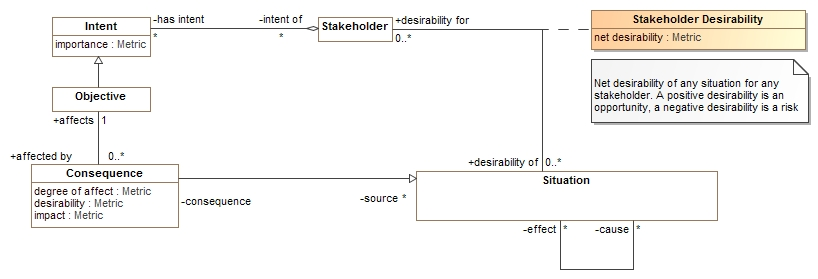 Intent
importance : Metric
-has intent
*
-intent of
*
Stakeholder
+desirability for
0..*
Stakeholder Desirability
net desirability : Metric
Net desirability of any situation for any
stakeholder. A positive desirability is an
opportunity, a negative desirability is a risk
Objective
+affects
1
+affected by
0..*
Consequence
degree of affect : Metric
desirability : Metric
impact : Metric
-consequence
-source
*
+desirability of
0..*
Situation
-effect
*
-cause
*